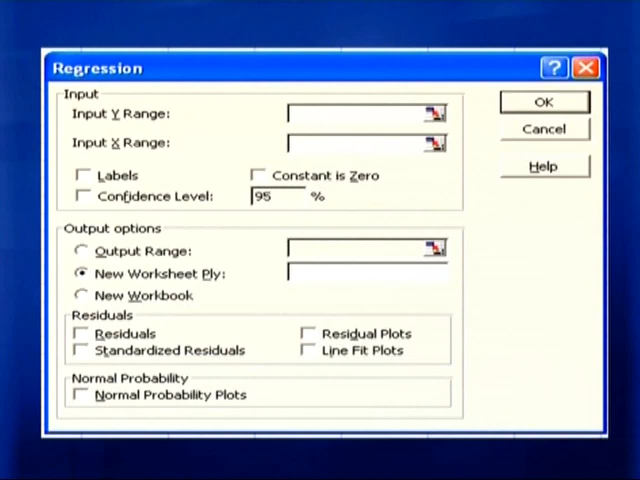 Regression
Input
Input Y Range:
Input X Range:
Labels
Constant is Zero
Confidence Level:
95
%
OK
Cancel
Help
Output options
Output Range:
New Worksheet Ply:
New Workbook
Residuals
Residuals
Residual Plots
Standardized Residuals
Line Fit Plots
Normal Probability
Normal Probability Plots